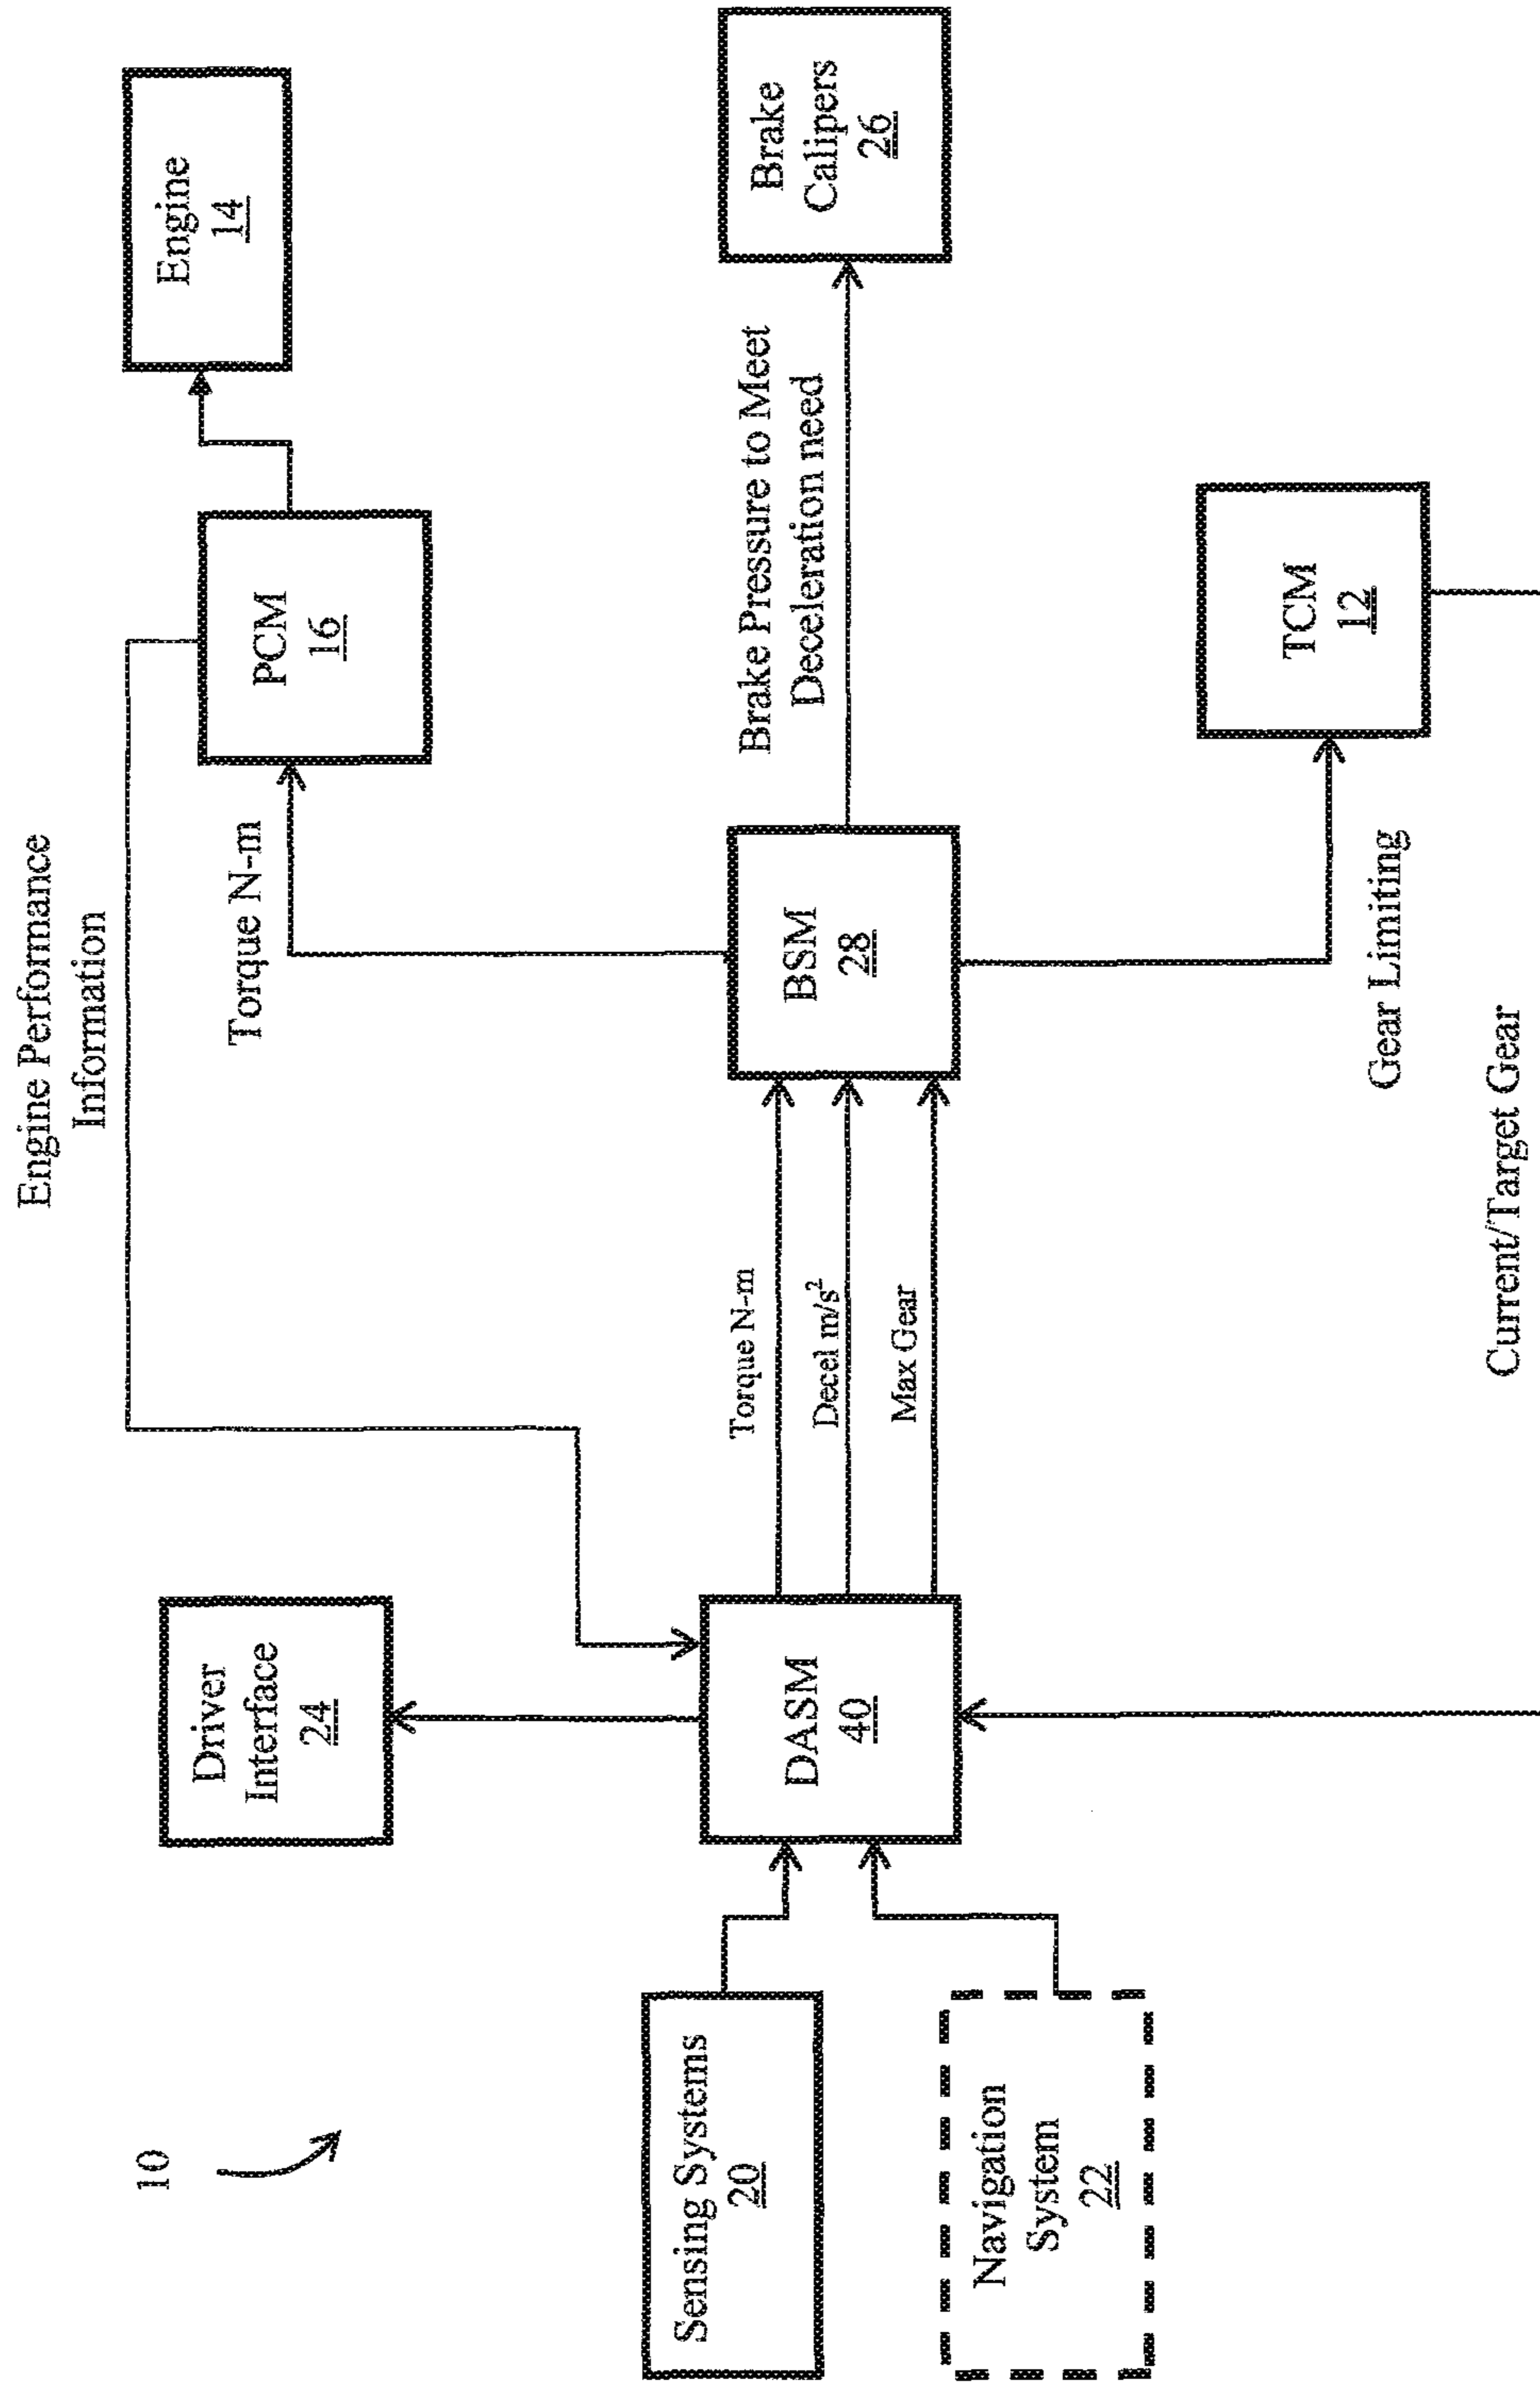 10
Engine Performance
Information
Driver
Interface
24
Torque N-m
PCM
16
Engine
14
Sensing Systems
20
Navigation
System
22
DASM
40
Torque N-m
Decel m/s²
Max Gear
BSM
28
Brake Pressure to Meet
Deceleration need
Brake
Calipers
26
Gear Limiting
TCM
12
Current/Target Gear